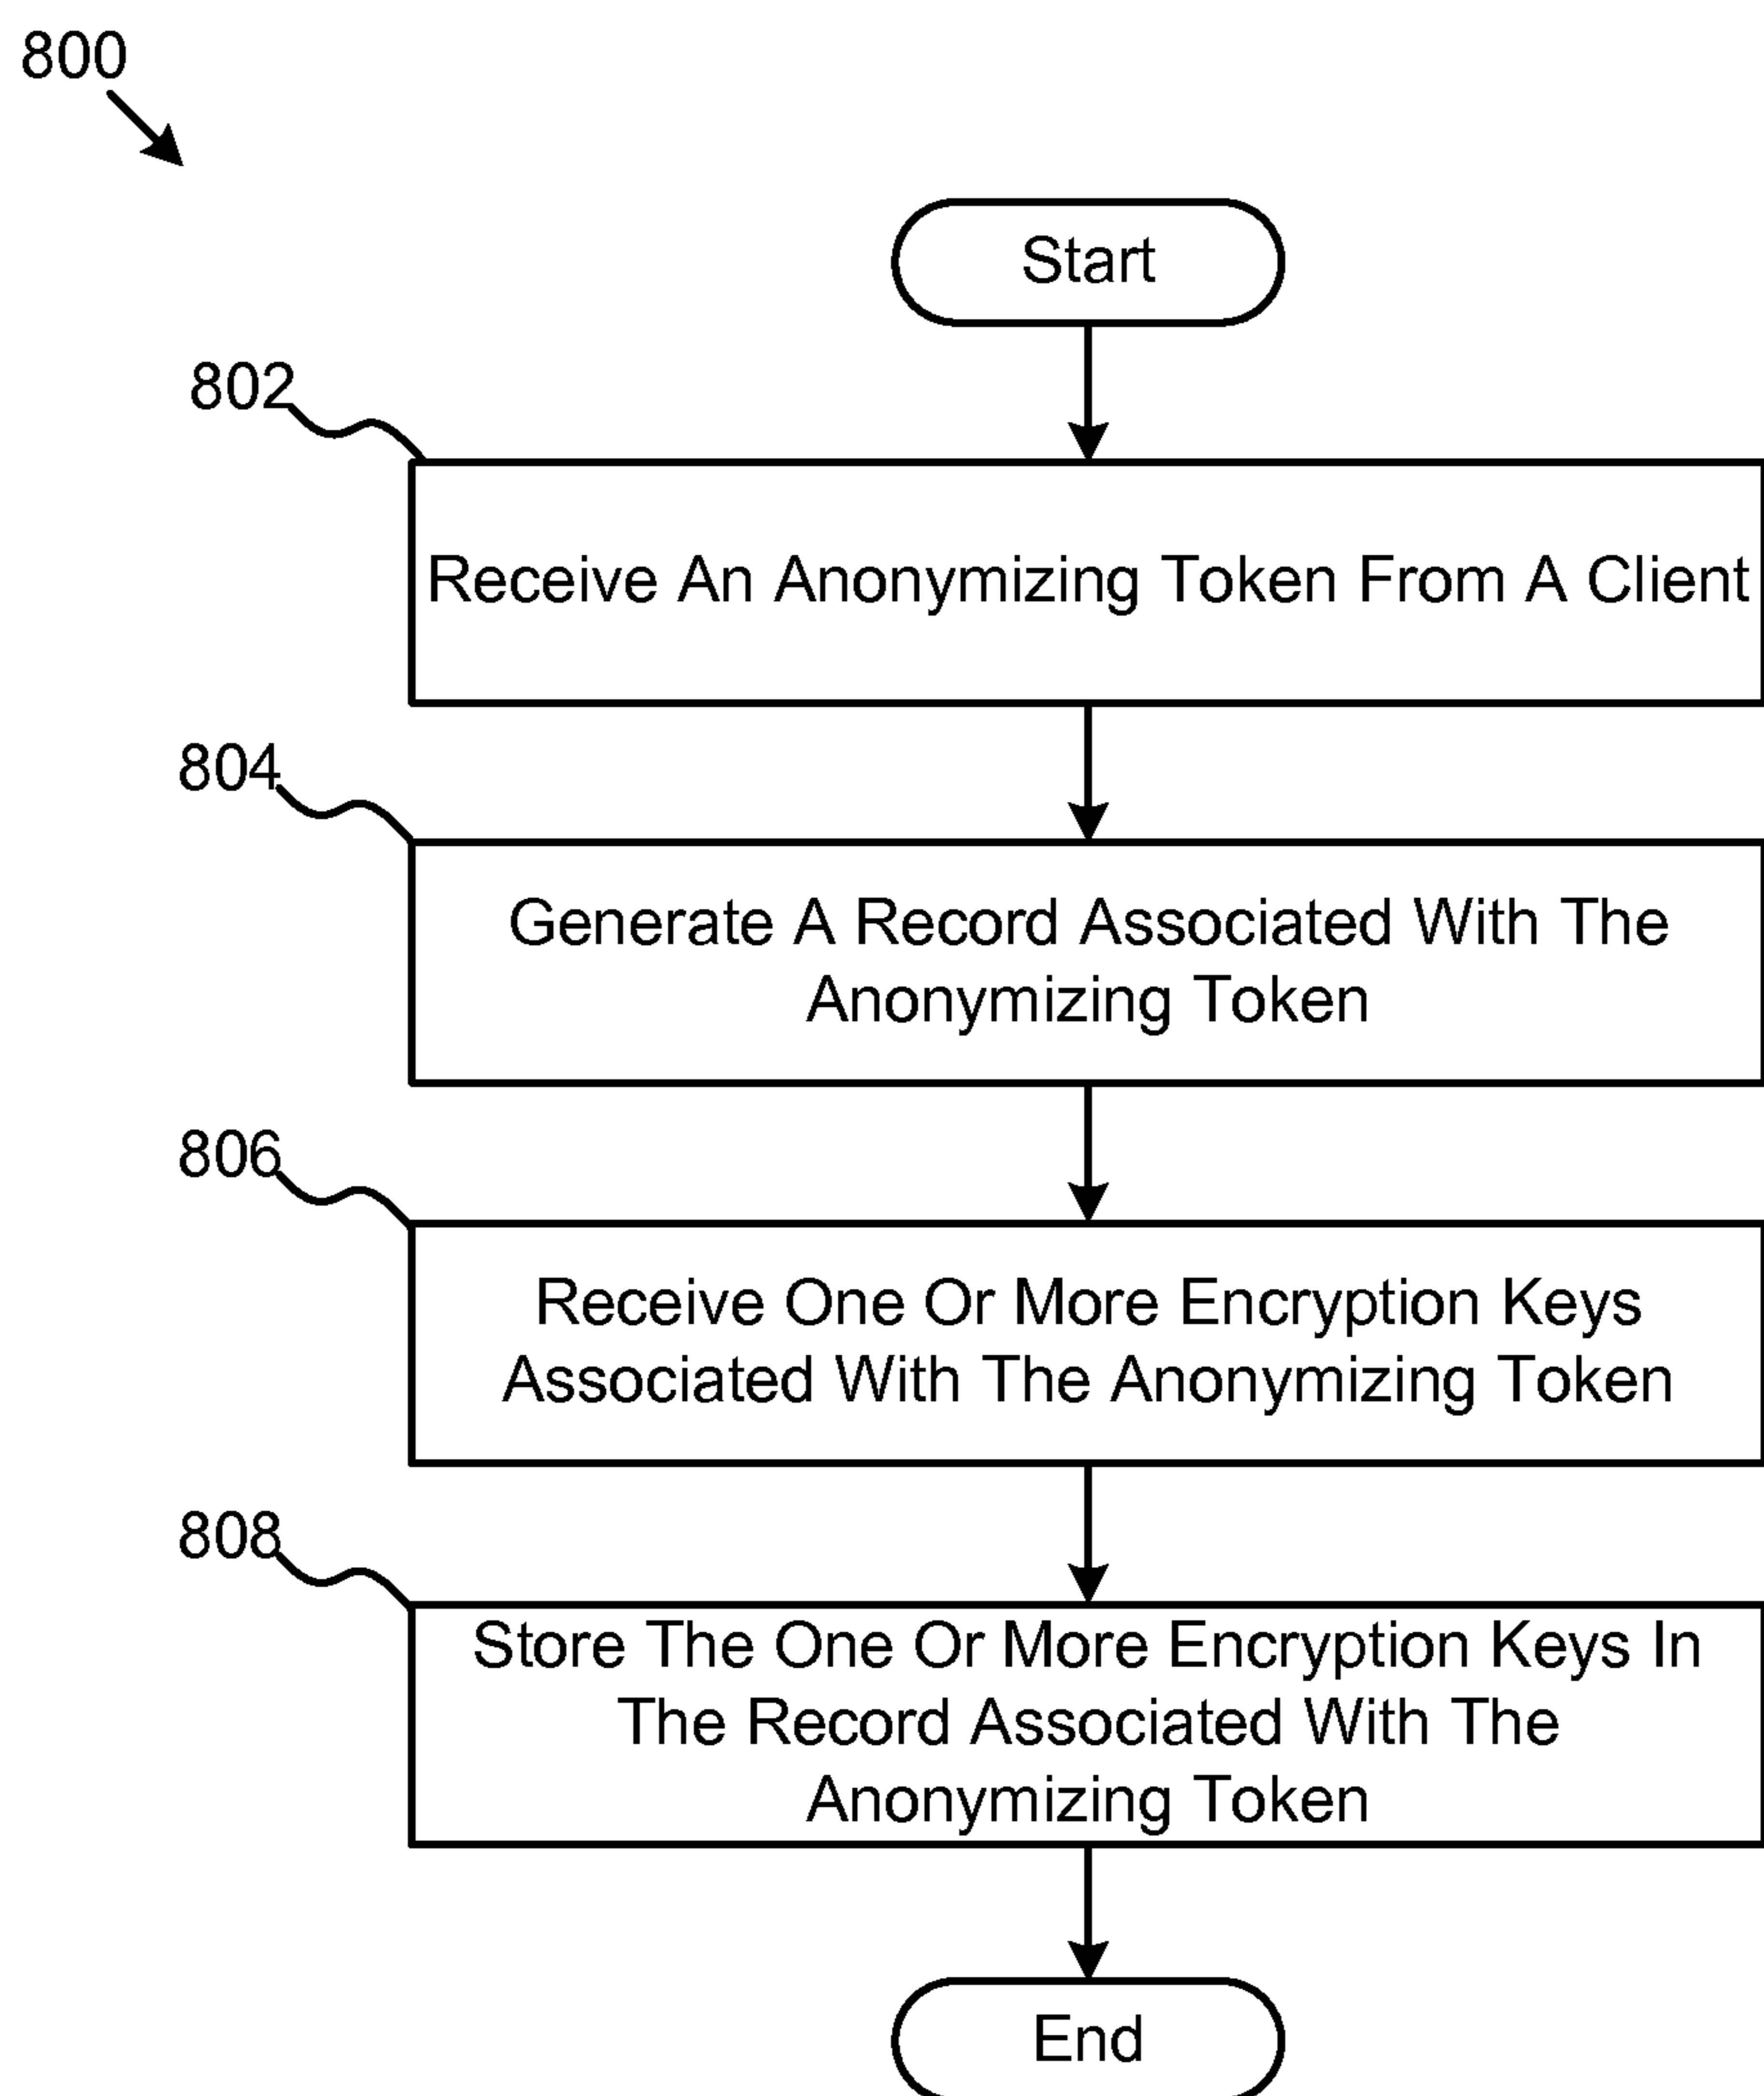 800
Start
802
Receive An Anonymizing Token From A Client
804
Generate A Record Associated With The
Anonymizing Token
806
Receive One Or More Encryption Keys
Associated With The Anonymizing Token
808
Store The One Or More Encryption Keys In
The Record Associated With The
Anonymizing Token
End